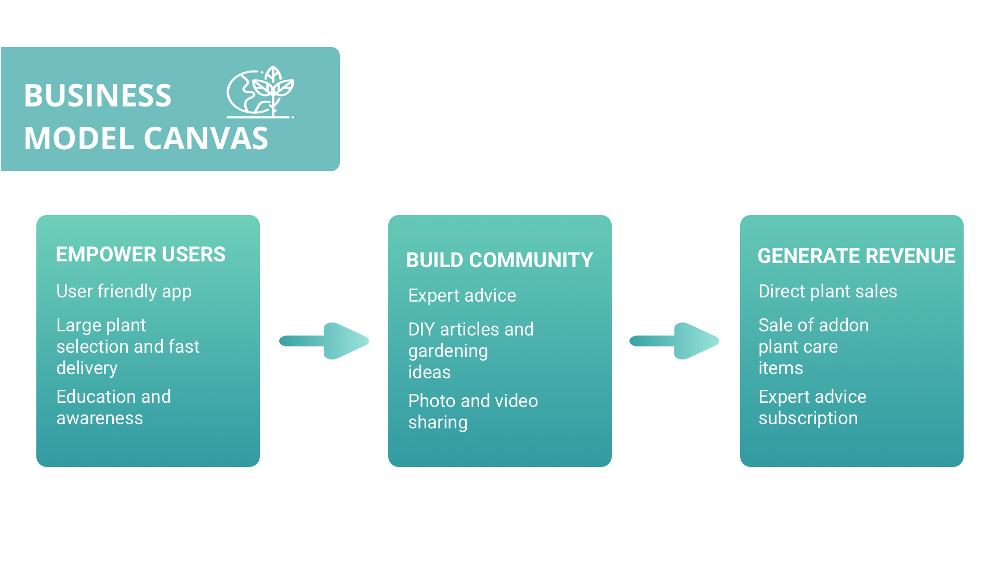 BUSINESS
MODEL CANVAS
EMPOWER USERS
User friendly app
Large plant
selection and fast
delivery
Education and
awareness
BUILD COMMUNITY
Expert advice
DIY articles and
gardening
ideas
Photo and video
sharing
GENERATE REVENUE
Direct plant sales
Sale of addon
plant care
items
Expert advice
subscription